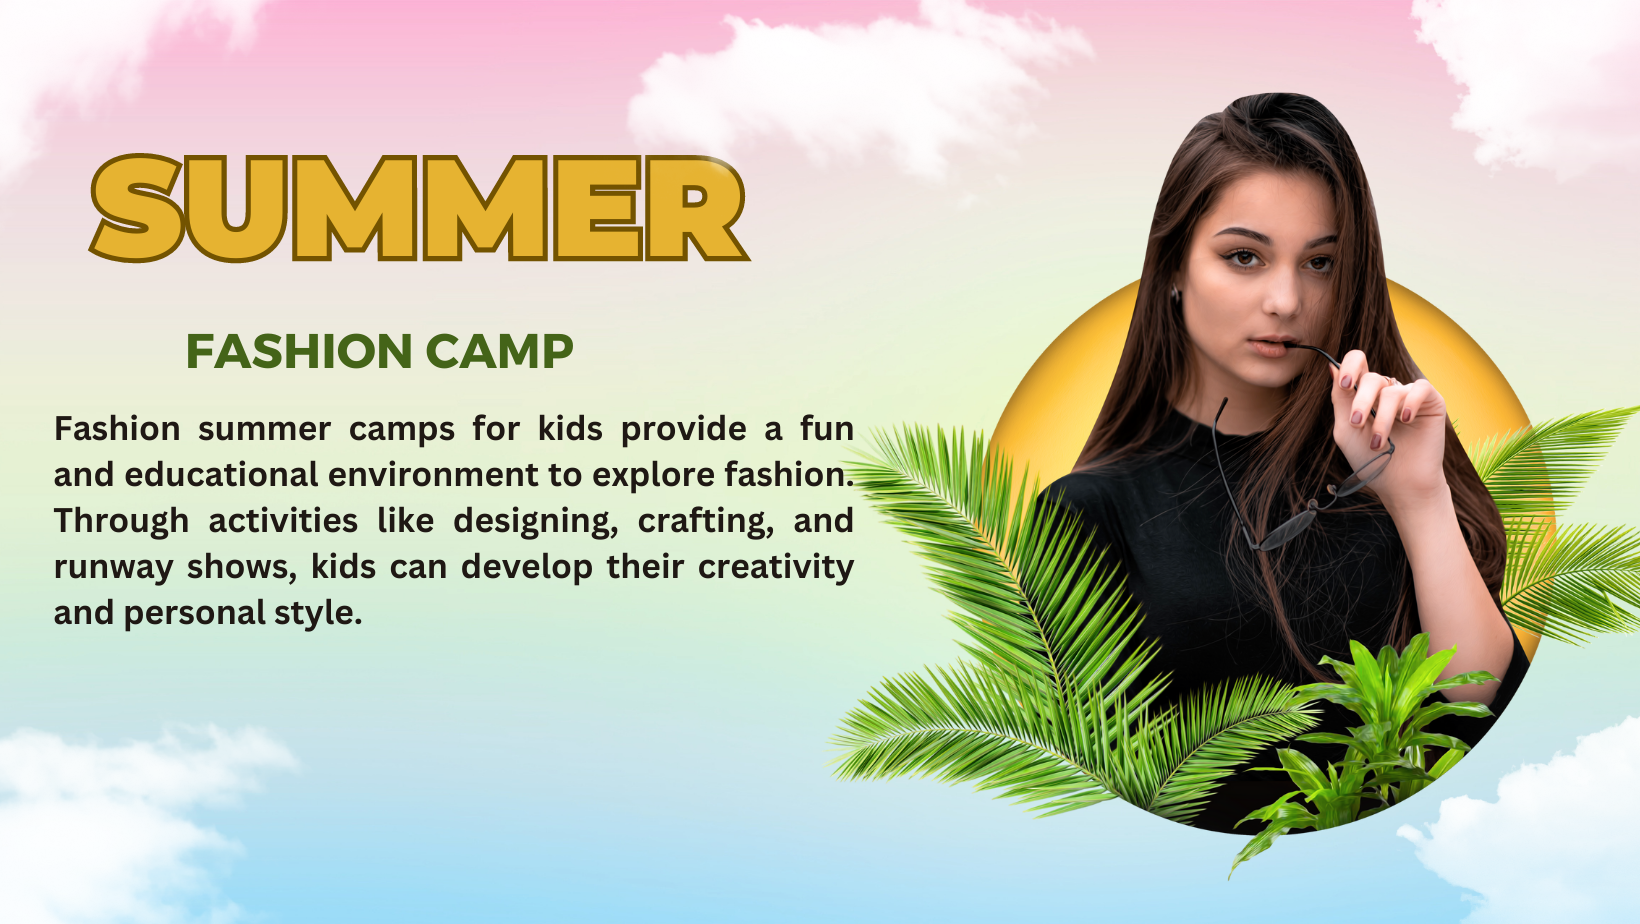 SUMMER
FASHION CAMP
Fashion summer camps for kids provide a fun
and educational environment to explore fashion.
Through activities like designing, crafting, and
runway shows, kids can develop their creativity
and personal style.